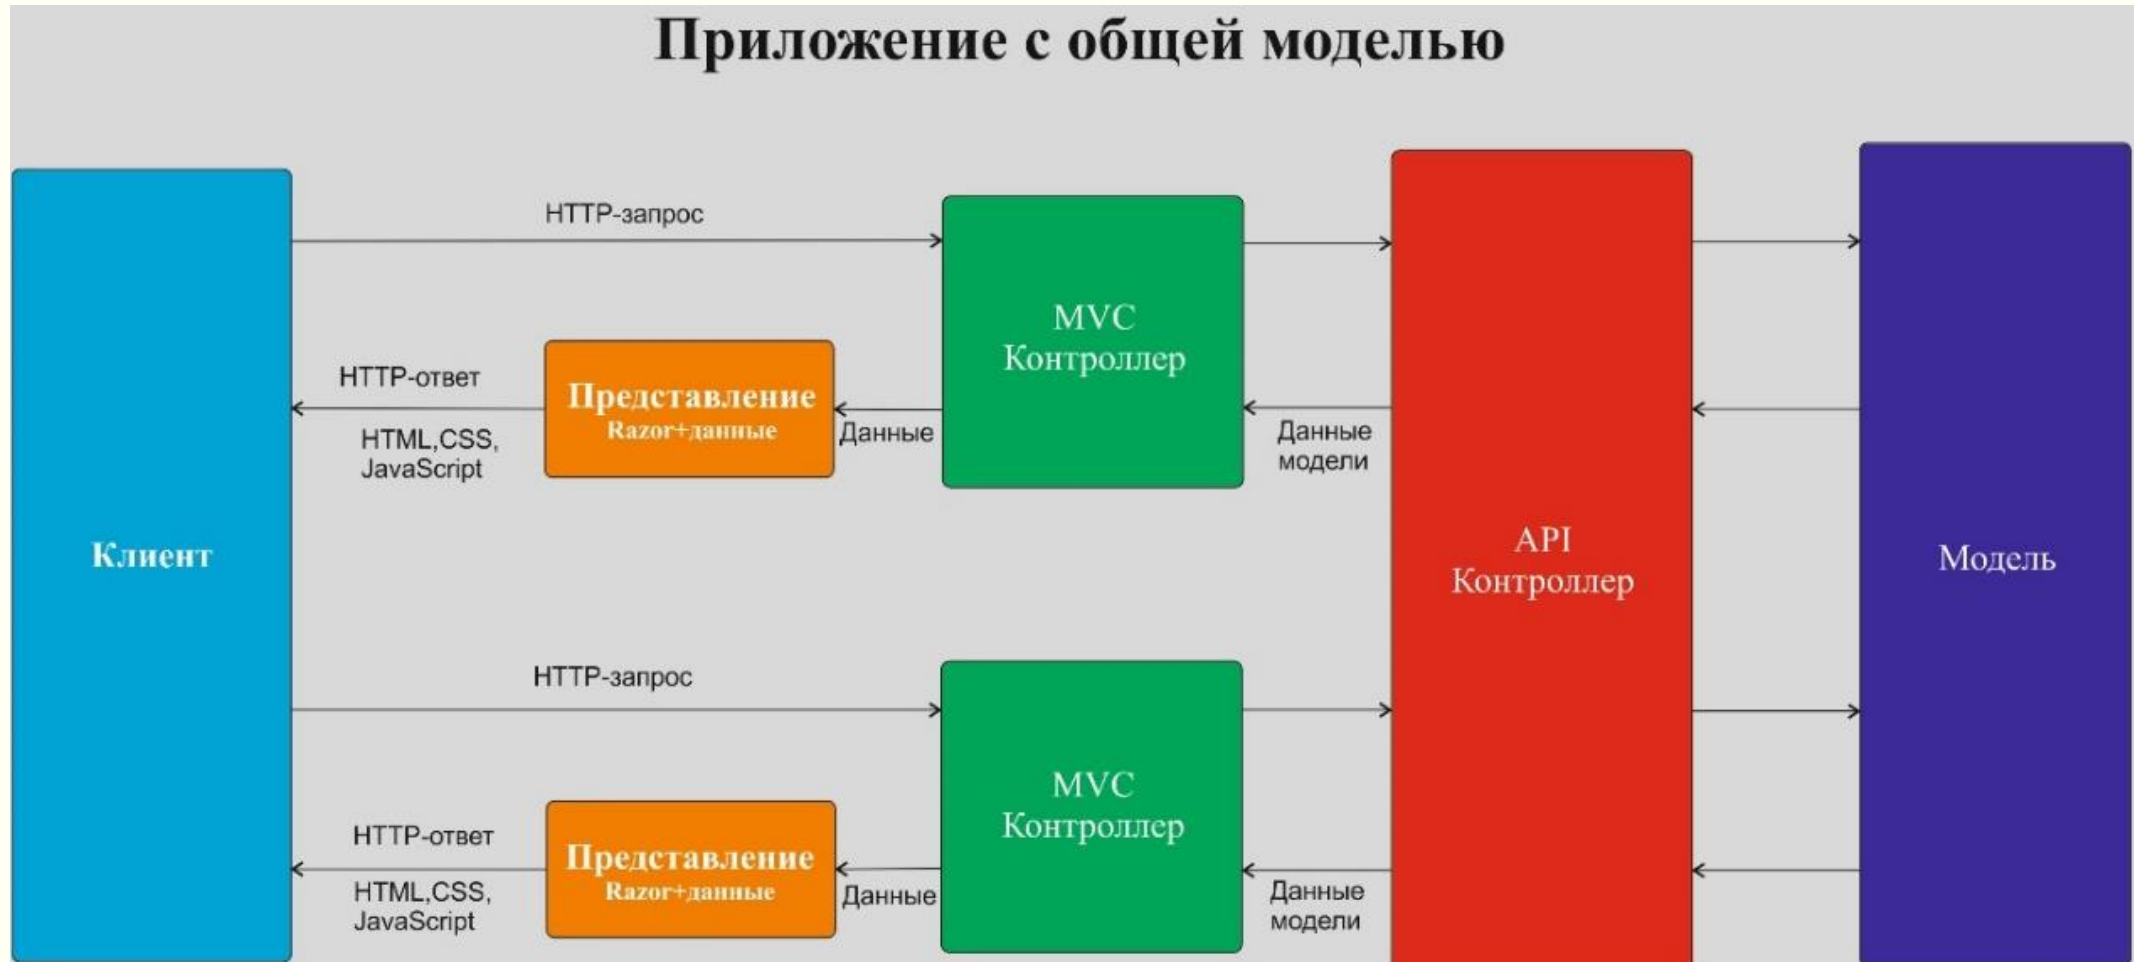 Приложение с общей моделью
HTTP-запрос
MVC
Контроллер
HTTP-ответ
HTML,CSS,
JavaScript
Представление
Razor+данные
Данные
Данные
модели
Клиент
API
Контроллер
Модель
HTTP-запрос
MVC
Контроллер
HTTP-ответ
HTML,CSS,
JavaScript
Представление
Razor+данные
Данные
Данные
модели